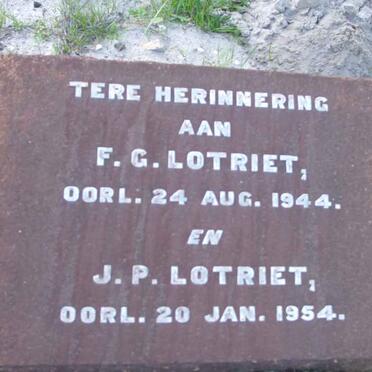 TERE HERINNERING
AAN
F. G. LOTRIET,
OORL. 24 AUG. 1944.
EN
J. P. LOTRIET,
OORL. 20 JAN. 1954.